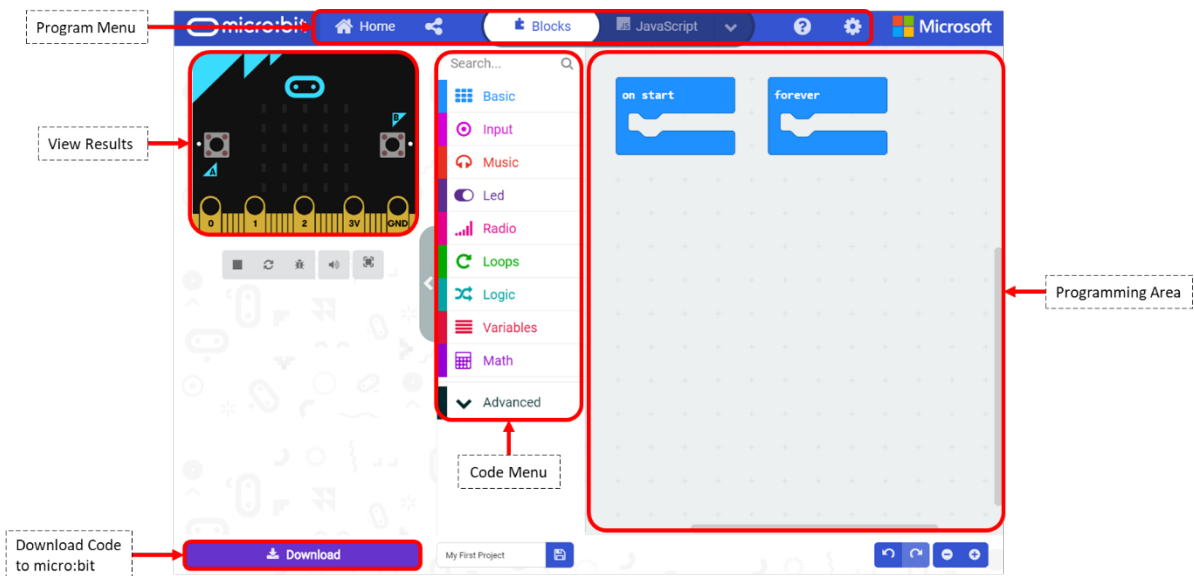 Program Menu
micro:bit
Home
Blocks
JS JavaScript
?
Microsoft
View Results
B
A
0 1 2 3V GND
Search...
Basic
Input
Music
Led
Radio
Loops
Logic
Variables
Math
Advanced
on start
forever
Programming Area
Code Menu
Download Code
to micro:bit
Download
My First Project